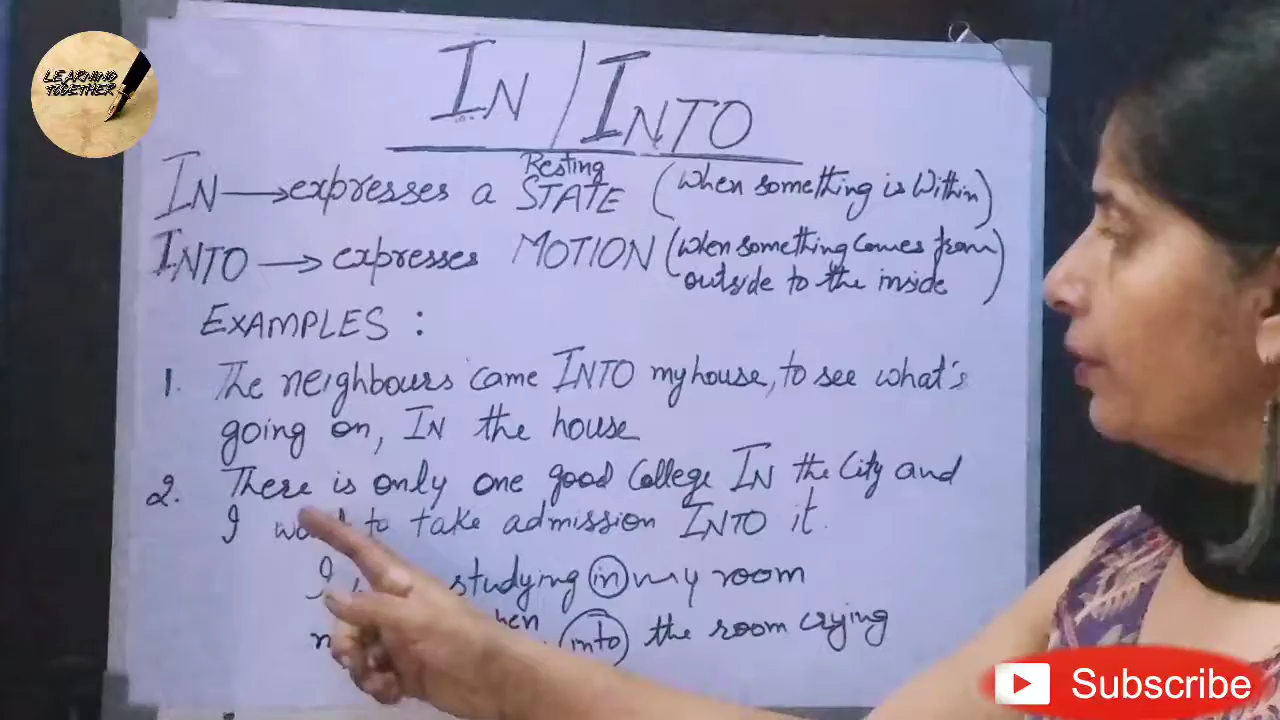 LEARNING
TOGETHER
IN / INTO
IN → expresses a Resting STATE (when something is Within)
INTO → expresses MOTION (when something comes from
outside to the inside)
EXAMPLES :
1. The neighbours came INTO my house, to see what's
going on, IN the house
2. There is only one good College IN the City and
I to take admission INTO it.
I studying in my room
into the room crying
Subscribe